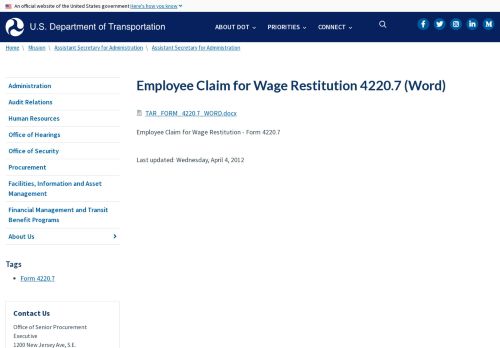 An official website of the United States government Here's how you know
U.S. Department of Transportation
ABOUT DOT
PRIORITIES
CONNECT
Home \ Mission \ Assistant Secretary for Administration \ Assistant Secretary for Administration
Administration
Audit Relations
Human Resources
Office of Hearings
Office of Security
Procurement
Facilities, Information and Asset
Management
Financial Management and Transit
Benefit Programs
About Us
Tags
Form 4220.7
Contact Us
Office of Senior Procurement
Executive
1200 New Jersey Ave, S.E.
Employee Claim for Wage Restitution 4220.7 (Word)
TAR_FORM_4220.7_WORD.docx
Employee Claim for Wage Restitution - Form 4220.7
Last updated: Wednesday, April 4, 2012